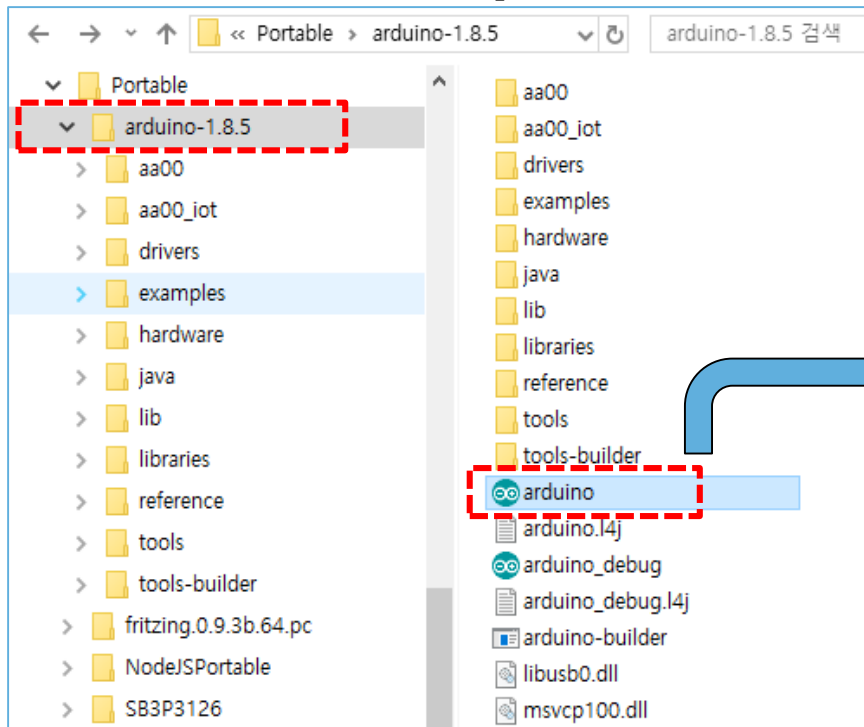 « Portable > arduino-1.8.5
arduino-1.8.5 검색
Portable
arduino-1.8.5
aa00
aa00_iot
drivers
examples
hardware
java
lib
libraries
reference
tools
tools-builder
fritzing.0.9.3b.64.pc
NodeJSPortable
SB3P3126
aa00
aa00_iot
drivers
examples
hardware
java
lib
libraries
reference
tools
tools-builder
arduino
arduino.l4j
arduino_debug
arduino_debug.l4j
arduino-builder
libusb0.dll
msvcp100.dll